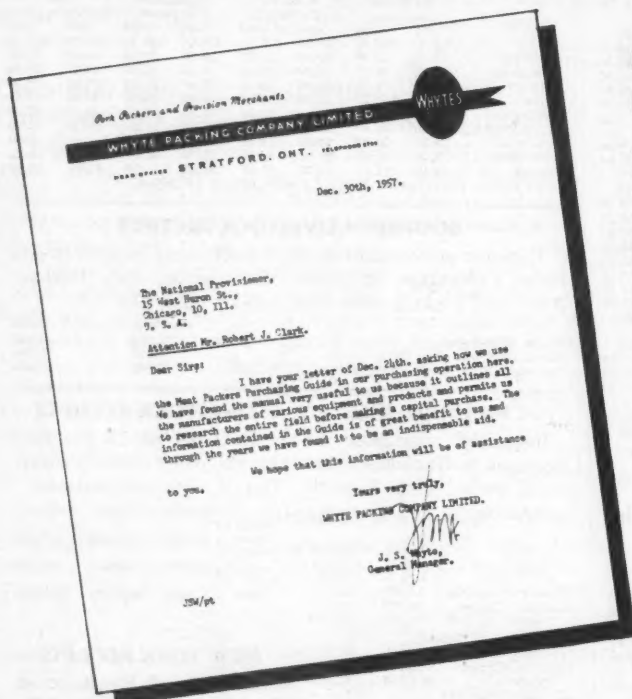 Pork Packers and Provision Merchants
WHYTE PACKING COMPANY LIMITED
WHYTES
HEAD OFFICE STRATFORD, ONT. TELEPHONE
Dec. 30th, 1957.
The National Provisioner,
15 West Huron St.,
Chicago, 10, Ill.
U. S. A.
Attention Mr. Robert J. Clark.
Dear Sirs:
I have your letter of Dec. 24th. asking how we use
the Meat Packers Purchasing Guide in our purchasing operation here.
We have found the manual very useful to us because it outlines all
the manufacturers of various equipment and products and permits us
to research the entire field before making a capital purchase. The
information contained in the Guide is of great benefit to us and
through the years we have found it to be an indispensable aid.
We hope that this information will be of assistance
to you.
Yours very truly,
WHYTE PACKING COMPANY LIMITED.
J. S. Whyte,
General Manager.
JSW/pt